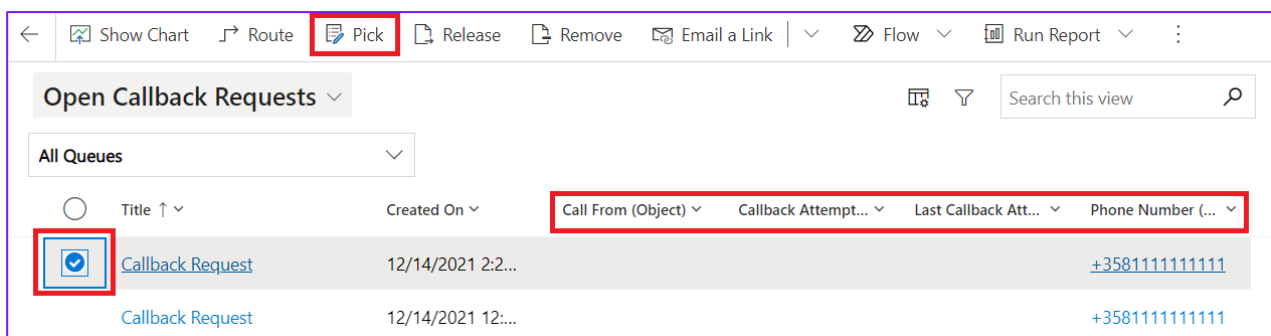 Show Chart Route Pick Release Remove Email a Link Flow Run Report
Open Callback Requests Search this view
All Queues
Title ↑ Created On Call From (Object) Callback Attempt... Last Callback Att... Phone Number (...
Callback Request 12/14/2021 2:2... +3581111111111
Callback Request 12/14/2021 12:... +3581111111111